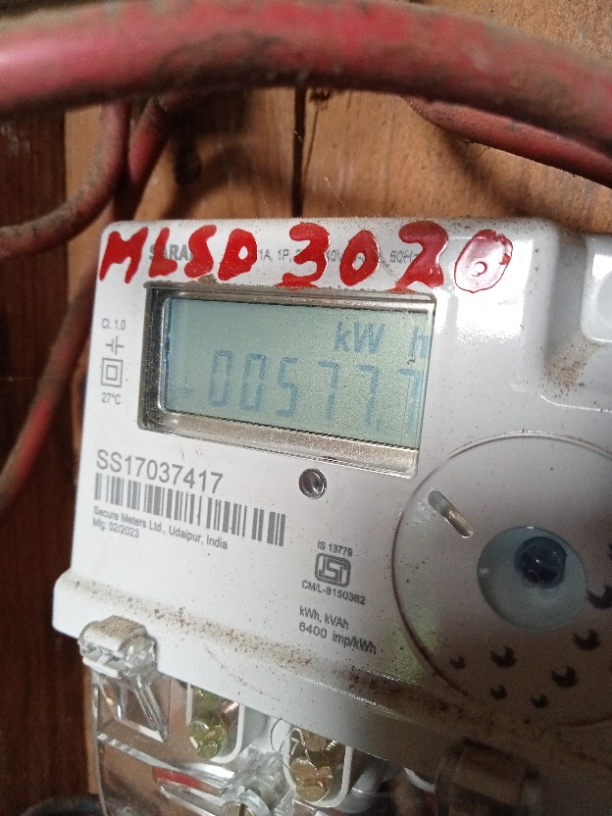 MLSD 3020
Cl. 1.0
27°C
kW h
00577.7
SS17037417
Secure Meters Ltd., Udaipur, India
Mfg: 02/2023
IS 13779
CM/L-8150362
kWh, kVAh
6400 imp/kWh